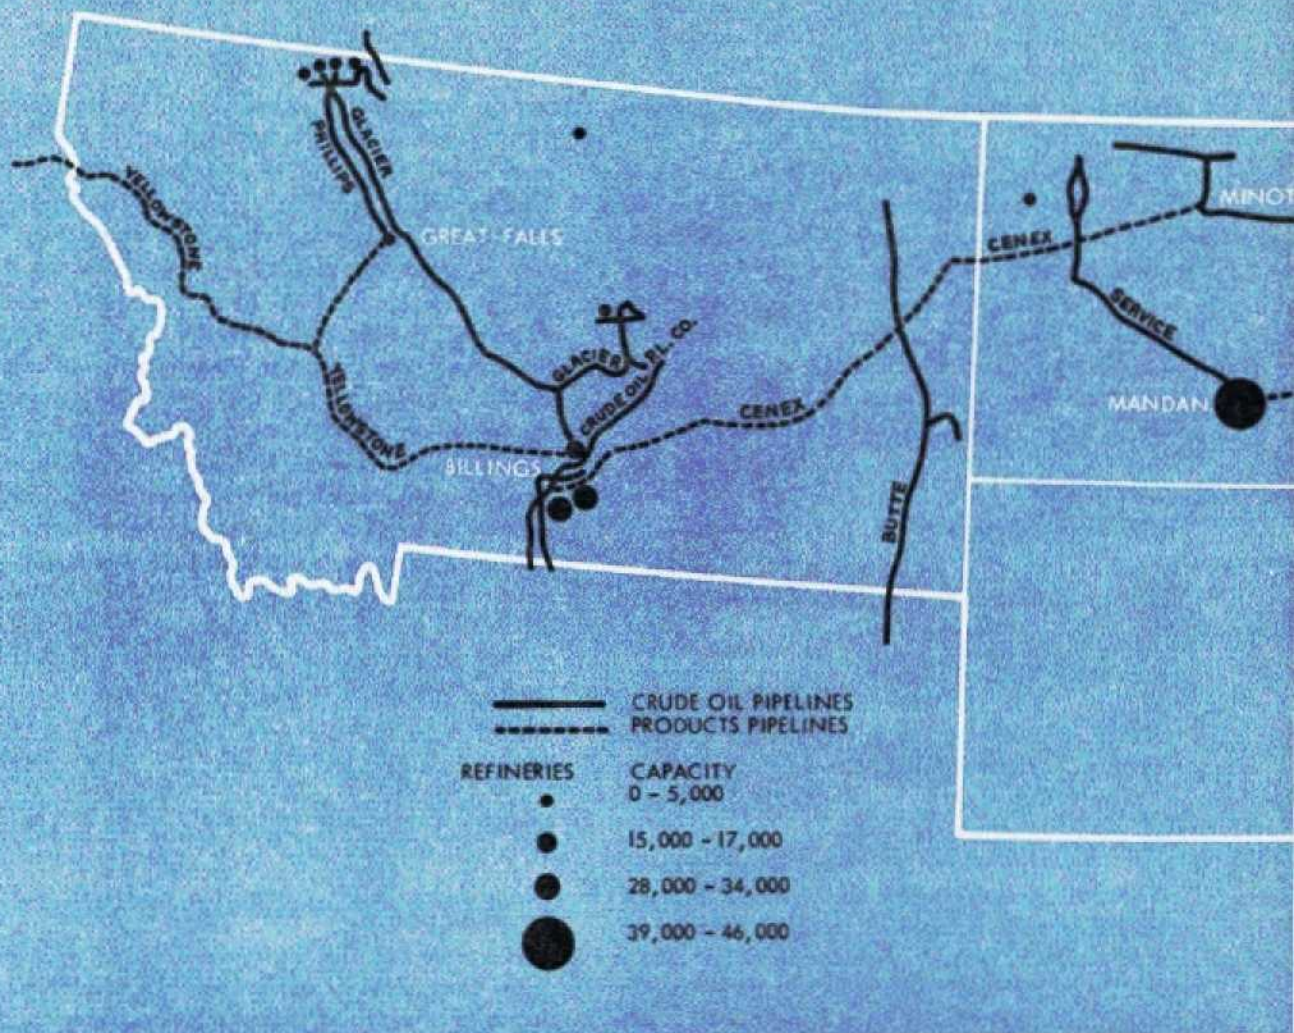 GLACIER
PHILLIPS
YELLOWSTONE
GREAT FALLS
MINOT
CENEX
SERVICE
GLACIER
CRUDE OIL P.L. CO.
YELLOWSTONE
CENEX
MANDAN
BILLINGS
BUTTE
CRUDE OIL PIPELINES
PRODUCTS PIPELINES
REFINERIES CAPACITY
0 - 5,000
15,000 - 17,000
28,000 - 34,000
39,000 - 46,000